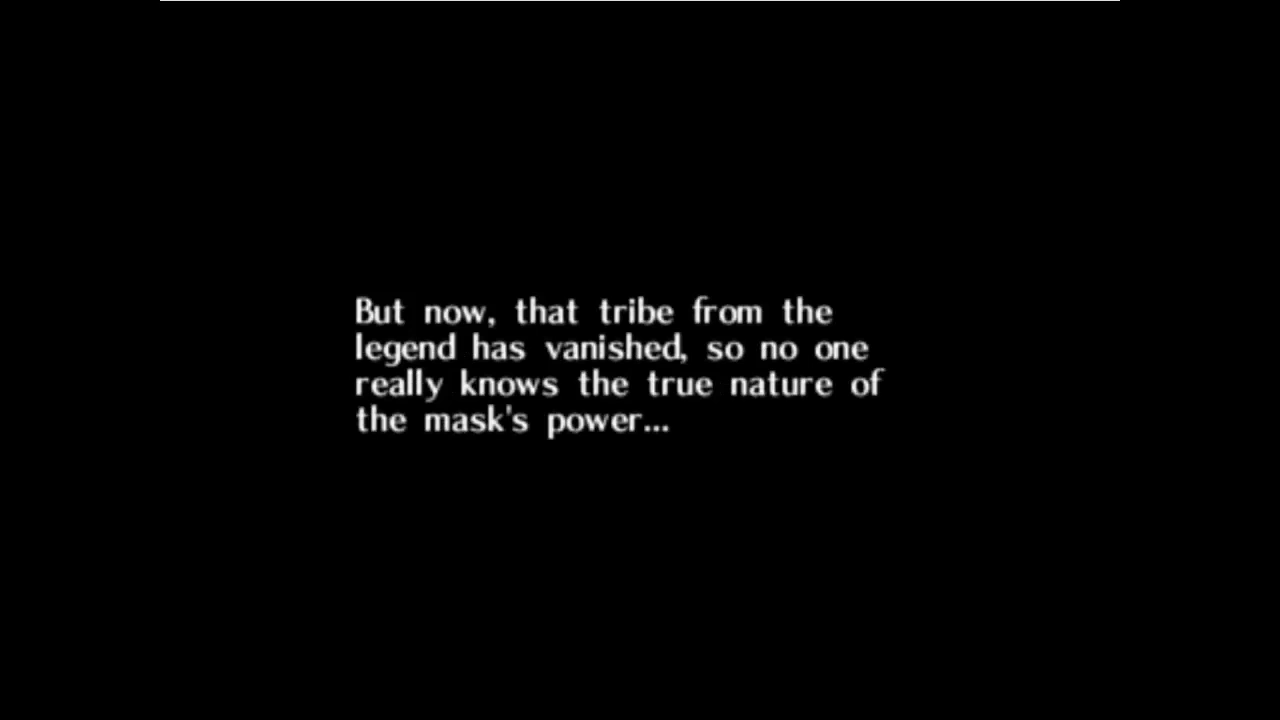 But now, that tribe from the
legend has vanished, so no one
really knows the true nature of
the mask's power...